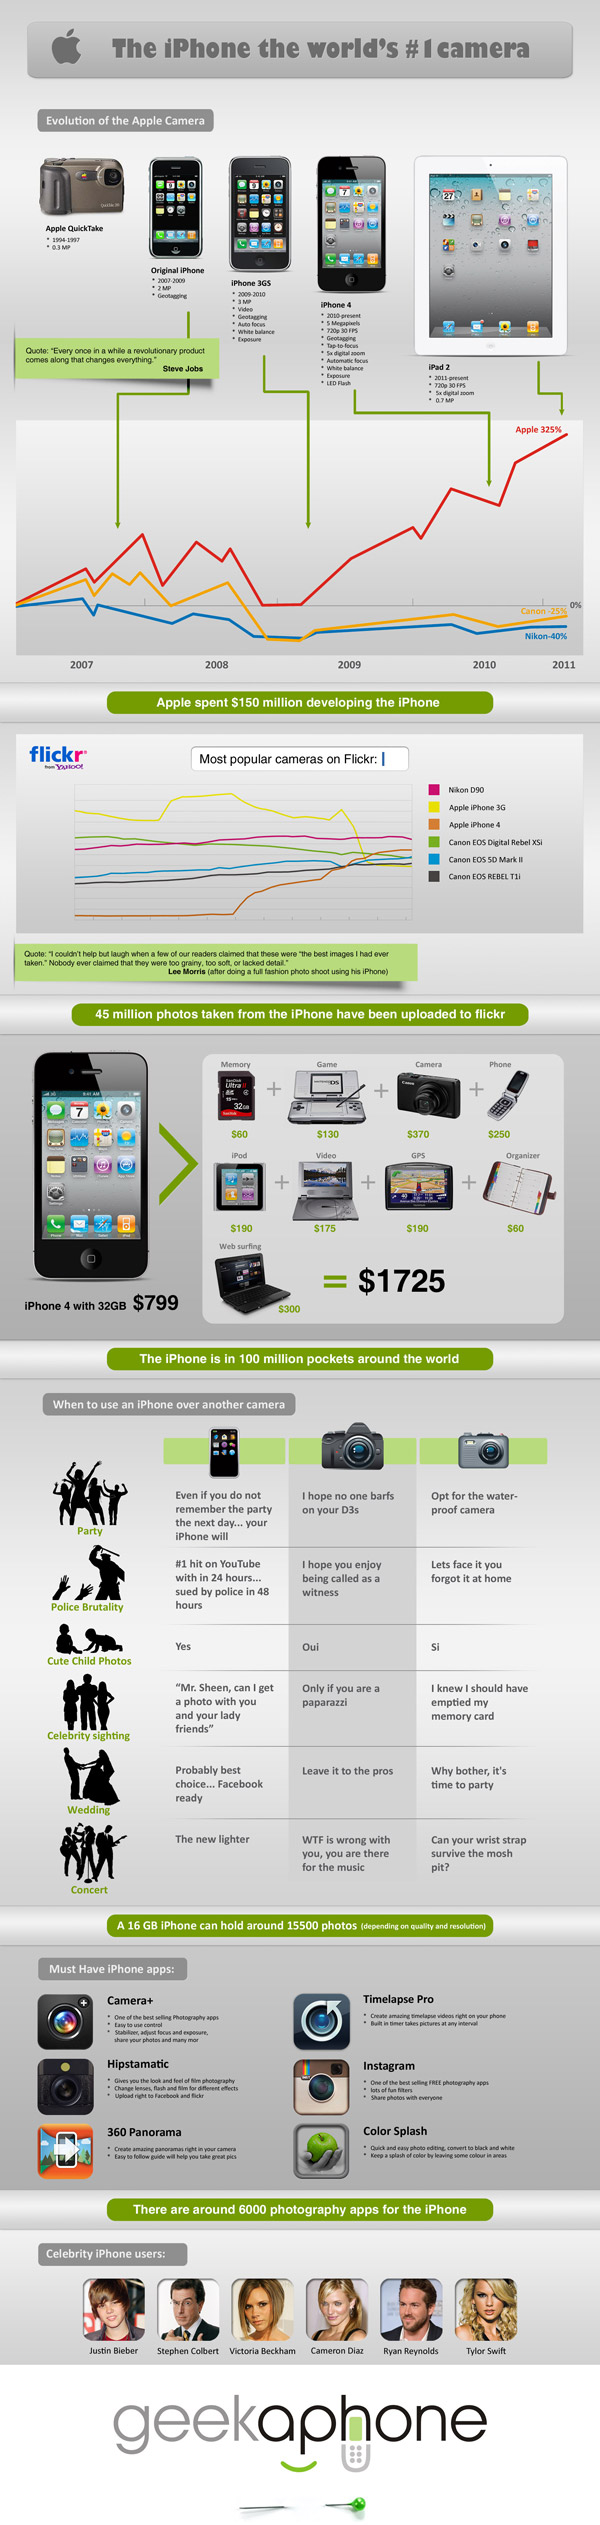 The iPhone the world's #1 camera
Evolution of the Apple Camera
Apple QuickTake
* 1994-1997
* 0.3 MP
Original iPhone
* 2007-2009
* 2 MP
* Geotagging
iPhone 3GS
* 2009-2010
* 3 MP
* Video
* Geotagging
* Auto focus
* White balance
* Exposure
iPhone 4
* 2010-present
* 5 Megapixels
* 720p 30 FPS
* Geotagging
* Tap-to-focus
* 5x digital zoom
* Automatic focus
* White balance
* Exposure
* LED Flash
iPad 2
* 2011-present
* 720p 30 FPS
* 5x digital zoom
* 0.7 MP
Quote: "Every once in a while a revolutionary product
comes along that changes everything."
Steve Jobs
Apple 325%
0%
Canon -25%
Nikon-40%
2007
2008
2009
2010
2011
Apple spent $150 million developing the iPhone
flickr
from YAHOO!
Most popular cameras on Flickr:
Nikon D90
Apple iPhone 3G
Apple iPhone 4
Canon EOS Digital Rebel XSi
Canon EOS 5D Mark II
Canon EOS REBEL T1i
Quote: "I couldn't help but laugh when a few of our readers claimed that these were "the best images I had ever
taken." Nobody ever claimed that they were too grainy, too soft, or lacked detail."
Lee Morris (after doing a full fashion photo shoot using his iPhone)
45 million photos taken from the iPhone have been uploaded to flickr
Memory
Game
Camera
Phone
SanDisk
Ultra II
32GB
Canon
+
+
+
$60
$130
$370
$250
iPod
Video
GPS
Organizer
+
+
+
$190
$175
$190
$60
Web surfing
$300
= $1725
iPhone 4 with 32GB $799
The iPhone is in 100 million pockets around the world
When to use an iPhone over another camera
Party
Even if you do not
remember the party
the next day... your
iPhone will
I hope no one barfs
on your D3s
Opt for the water-
proof camera
Police Brutality
#1 hit on YouTube
with in 24 hours...
sued by police in 48
hours
I hope you enjoy
being called as a
witness
Lets face it you
forgot it at home
Cute Child Photos
Yes
Oui
Si
Celebrity sighting
"Mr. Sheen, can I get
a photo with you
and your lady
friends"
Only if you are a
paparazzi
I knew I should have
emptied my
memory card
Wedding
Probably best
choice... Facebook
ready
Leave it to the pros
Why bother, it's
time to party
Concert
The new lighter
WTF is wrong with
you, you are there
for the music
Can your wrist strap
survive the mosh
pit?
A 16 GB iPhone can hold around 15500 photos (depending on quality and resolution)
Must Have iPhone apps:
Camera+
* One of the best selling Photography apps
* Easy to use control
* Stabilizer, adjust focus and exposure,
share your photos and many mor
Timelapse Pro
* Create amazing timelapse videos right on your phone
* Built in timer takes pictures at any interval
Hipstamatic
* Gives you the look and feel of film photography
* Change lenses, flash and film for different effects
* Upload right to Facebook and flickr
Instagram
* One of the best selling FREE photography apps
* lots of fun filters
* Share photos with everyone
360 Panorama
* Create amazing panoramas right in your camera
* Easy to follow guide will help you take great pics
Color Splash
* Quick and easy photo editing, convert to black and white
* Keep a splash of color by leaving some colour in areas
There are around 6000 photography apps for the iPhone
Celebrity iPhone users:
Justin Bieber
Stephen Colbert
Victoria Beckham
Cameron Diaz
Ryan Reynolds
Tylor Swift
geekaphone